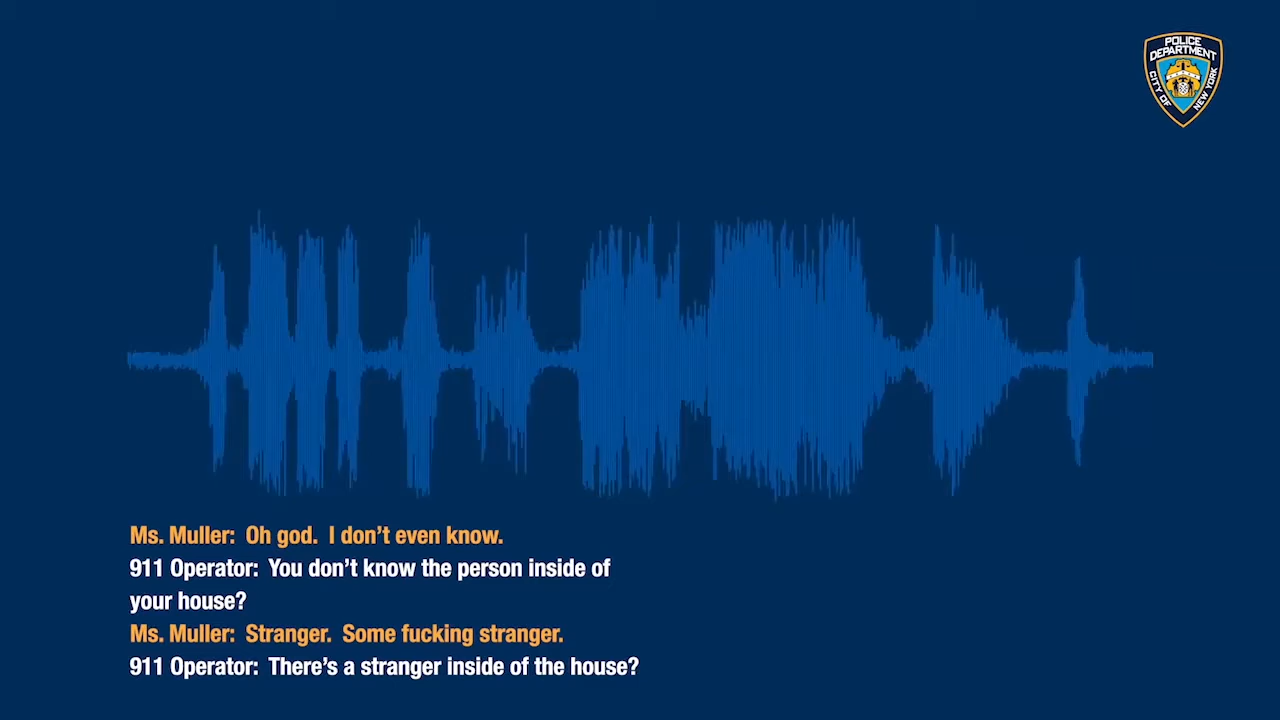 POLICE
DEPARTMENT
CITY OF
NEW YORK
Ms. Muller: Oh god. I don't even know.
911 Operator: You don't know the person inside of
your house?
Ms. Muller: Stranger. Some fucking stranger.
911 Operator: There's a stranger inside of the house?